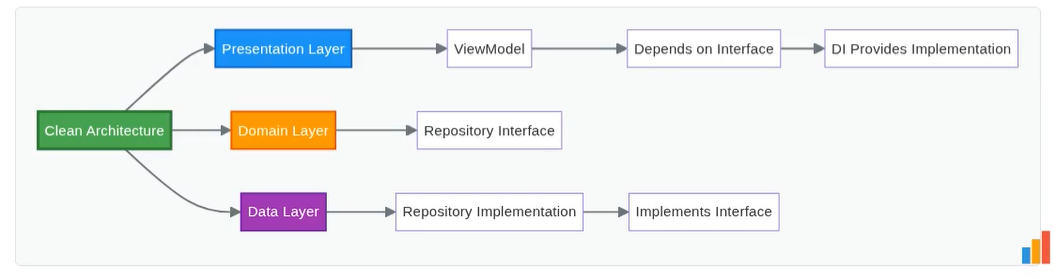 Presentation Layer
ViewModel
Depends on Interface
DI Provides Implementation
Clean Architecture
Domain Layer
Repository Interface
Data Layer
Repository Implementation
Implements Interface